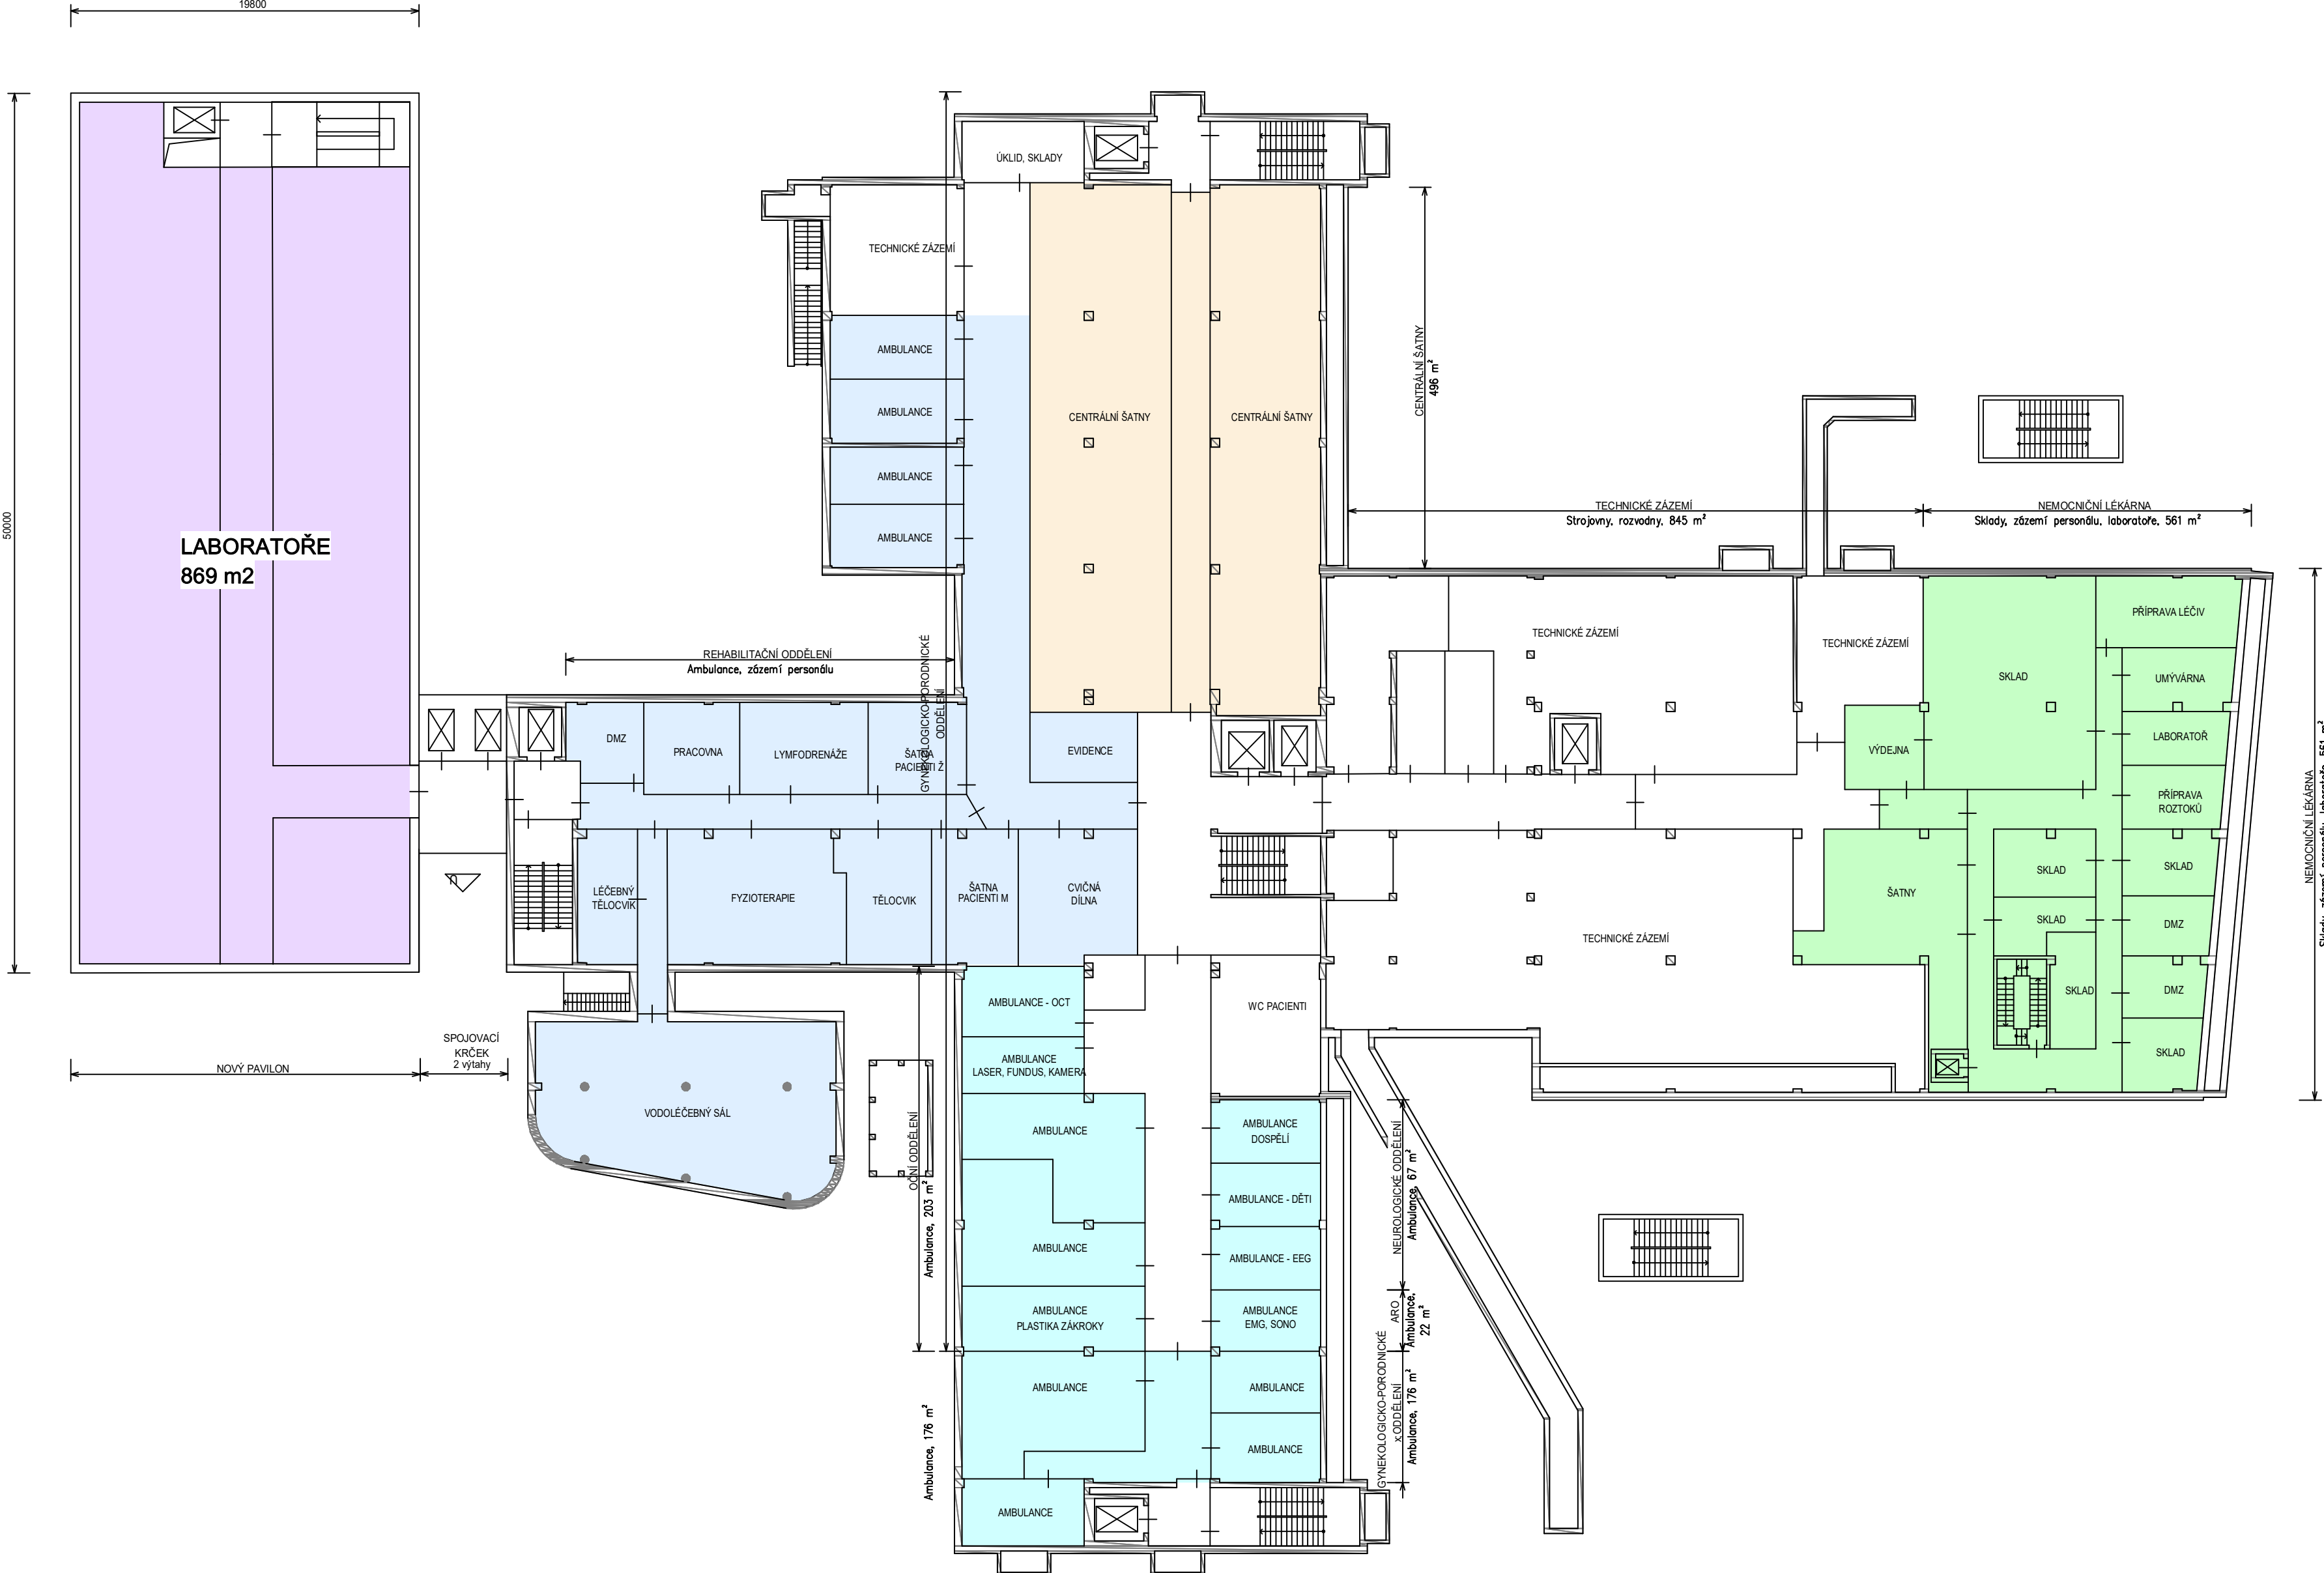 19800
50000
LABORATOŘE
869 m2
NOVÝ PAVILON
SPOJOVACÍ
KRČEK
2 výtahy
REHABILITAČNÍ ODDĚLENÍ
Ambulance, zázemí personálu
DMZ
PRACOVNA
LYMFODRENÁŽE
ŠATNA
PACIENTI Ž
EVIDENCE
LÉČEBNÝ
TĚLOCVIK
FYZIOTERAPIE
TĚLOCVIK
ŠATNA
PACIENTI M
CVIČNÁ
DÍLNA
VODOLÉČEBNÝ SÁL
GYNEKOLOGICKO-PORODNICKÉ
ODDĚLENÍ
ÚKLID, SKLADY
TECHNICKÉ ZÁZEMÍ
AMBULANCE
AMBULANCE
AMBULANCE
AMBULANCE
CENTRÁLNÍ ŠATNY
CENTRÁLNÍ ŠATNY
CENTRÁLNÍ ŠATNY
496 m²
TECHNICKÉ ZÁZEMÍ
Strojovny, rozvodny, 845 m²
NEMOCNIČNÍ LÉKÁRNA
Sklady, zázemí personálu, laboratoře, 561 m²
TECHNICKÉ ZÁZEMÍ
TECHNICKÉ ZÁZEMÍ
TECHNICKÉ ZÁZEMÍ
SKLAD
PŘÍPRAVA LÉČIV
UMÝVÁRNA
VÝDEJNA
LABORATOŘ
PŘÍPRAVA
ROZTOKŮ
ŠATNY
SKLAD
SKLAD
SKLAD
DMZ
SKLAD
DMZ
SKLAD
NEMOCNIČNÍ LÉKÁRNA
Sklady, zázemí personálu, laboratoře, 561 m²
AMBULANCE - OCT
AMBULANCE
LASER, FUNDUS, KAMERA
WC PACIENTI
AMBULANCE
AMBULANCE
AMBULANCE
PLASTIKA ZÁKROKY
AMBULANCE
AMBULANCE
AMBULANCE
DOSPĚLÍ
AMBULANCE - DĚTI
AMBULANCE - EEG
AMBULANCE
EMG, SONO
AMBULANCE
AMBULANCE
OČNÍ ODDĚLENÍ
Ambulance, 203 m²
Ambulance, 176 m²
NEUROLOGICKÉ ODDĚLENÍ
Ambulance, 67 m²
ARO
Ambulance,
22 m²
GYNEKOLOGICKO-PORODNICKÉ
x ODDĚLENÍ
Ambulance, 176 m²